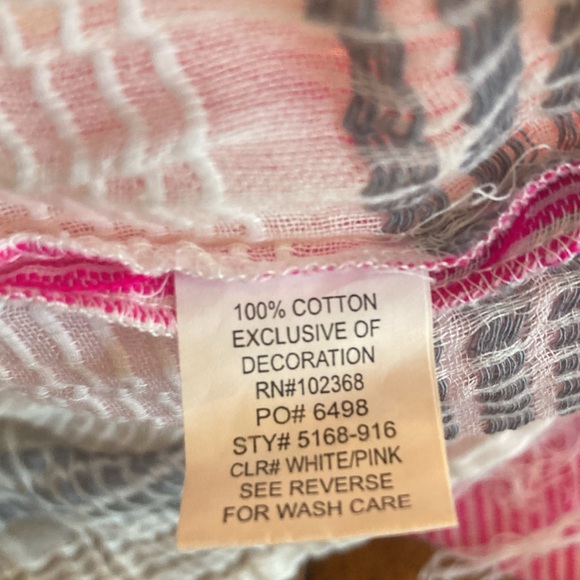 100% COTTON
EXCLUSIVE OF
DECORATION
RN#102368
PO# 6498
STY# 5168-916
CLR# WHITE/PINK
SEE REVERSE
FOR WASH CARE